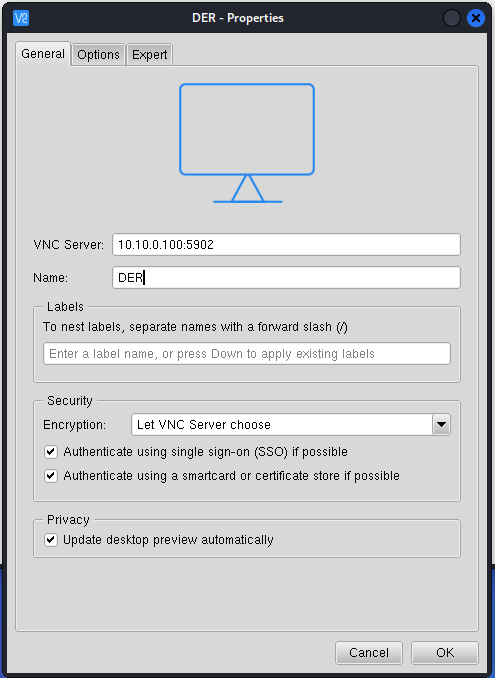 DER - Properties
General
Options
Expert
VNC Server: 10.10.0.100:5902
Name: DER
Labels
To nest labels, separate names with a forward slash (/)
Enter a label name, or press Down to apply existing labels
Security
Encryption: Let VNC Server choose
Authenticate using single sign-on (SSO) if possible
Authenticate using a smartcard or certificate store if possible
Privacy
Update desktop preview automatically
Cancel
OK